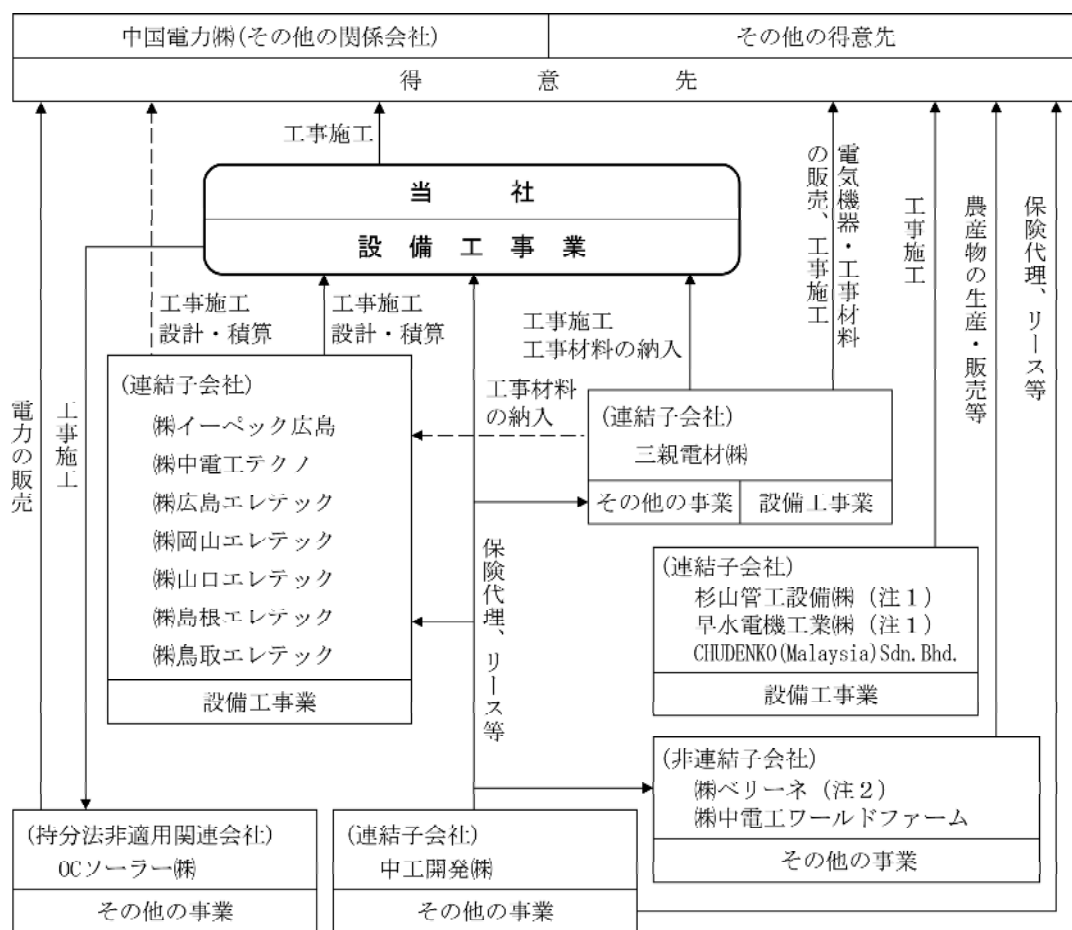 中国電力㈱(その他の関係会社)
その他の得意先
得意先
工事施工
当社
設備工事業
工事施工
設計・積算
工事施工
設計・積算
工事施工
工事材料の納入
電気機器・工事材料
の販売、工事施工
工事施工
農産物の生産・販売等
保険代理、リース等
電力の販売
工事施工
(連結子会社)
㈱イーペック広島
㈱中電工テクノ
㈱広島エレテック
㈱岡山エレテック
㈱山口エレテック
㈱島根エレテック
㈱鳥取エレテック
設備工事業
工事材料
の納入
(連結子会社)
三親電材㈱
その他の事業
設備工事業
保険代理、リース等
(連結子会社)
杉山管工設備㈱（注１）
早水電機工業㈱（注１）
CHUDENKO(Malaysia)Sdn.Bhd.
設備工事業
(非連結子会社)
㈱ベリーネ（注２）
㈱中電工ワールドファーム
その他の事業
(持分法非適用関連会社)
OCソーラー㈱
その他の事業
(連結子会社)
中工開発㈱
その他の事業